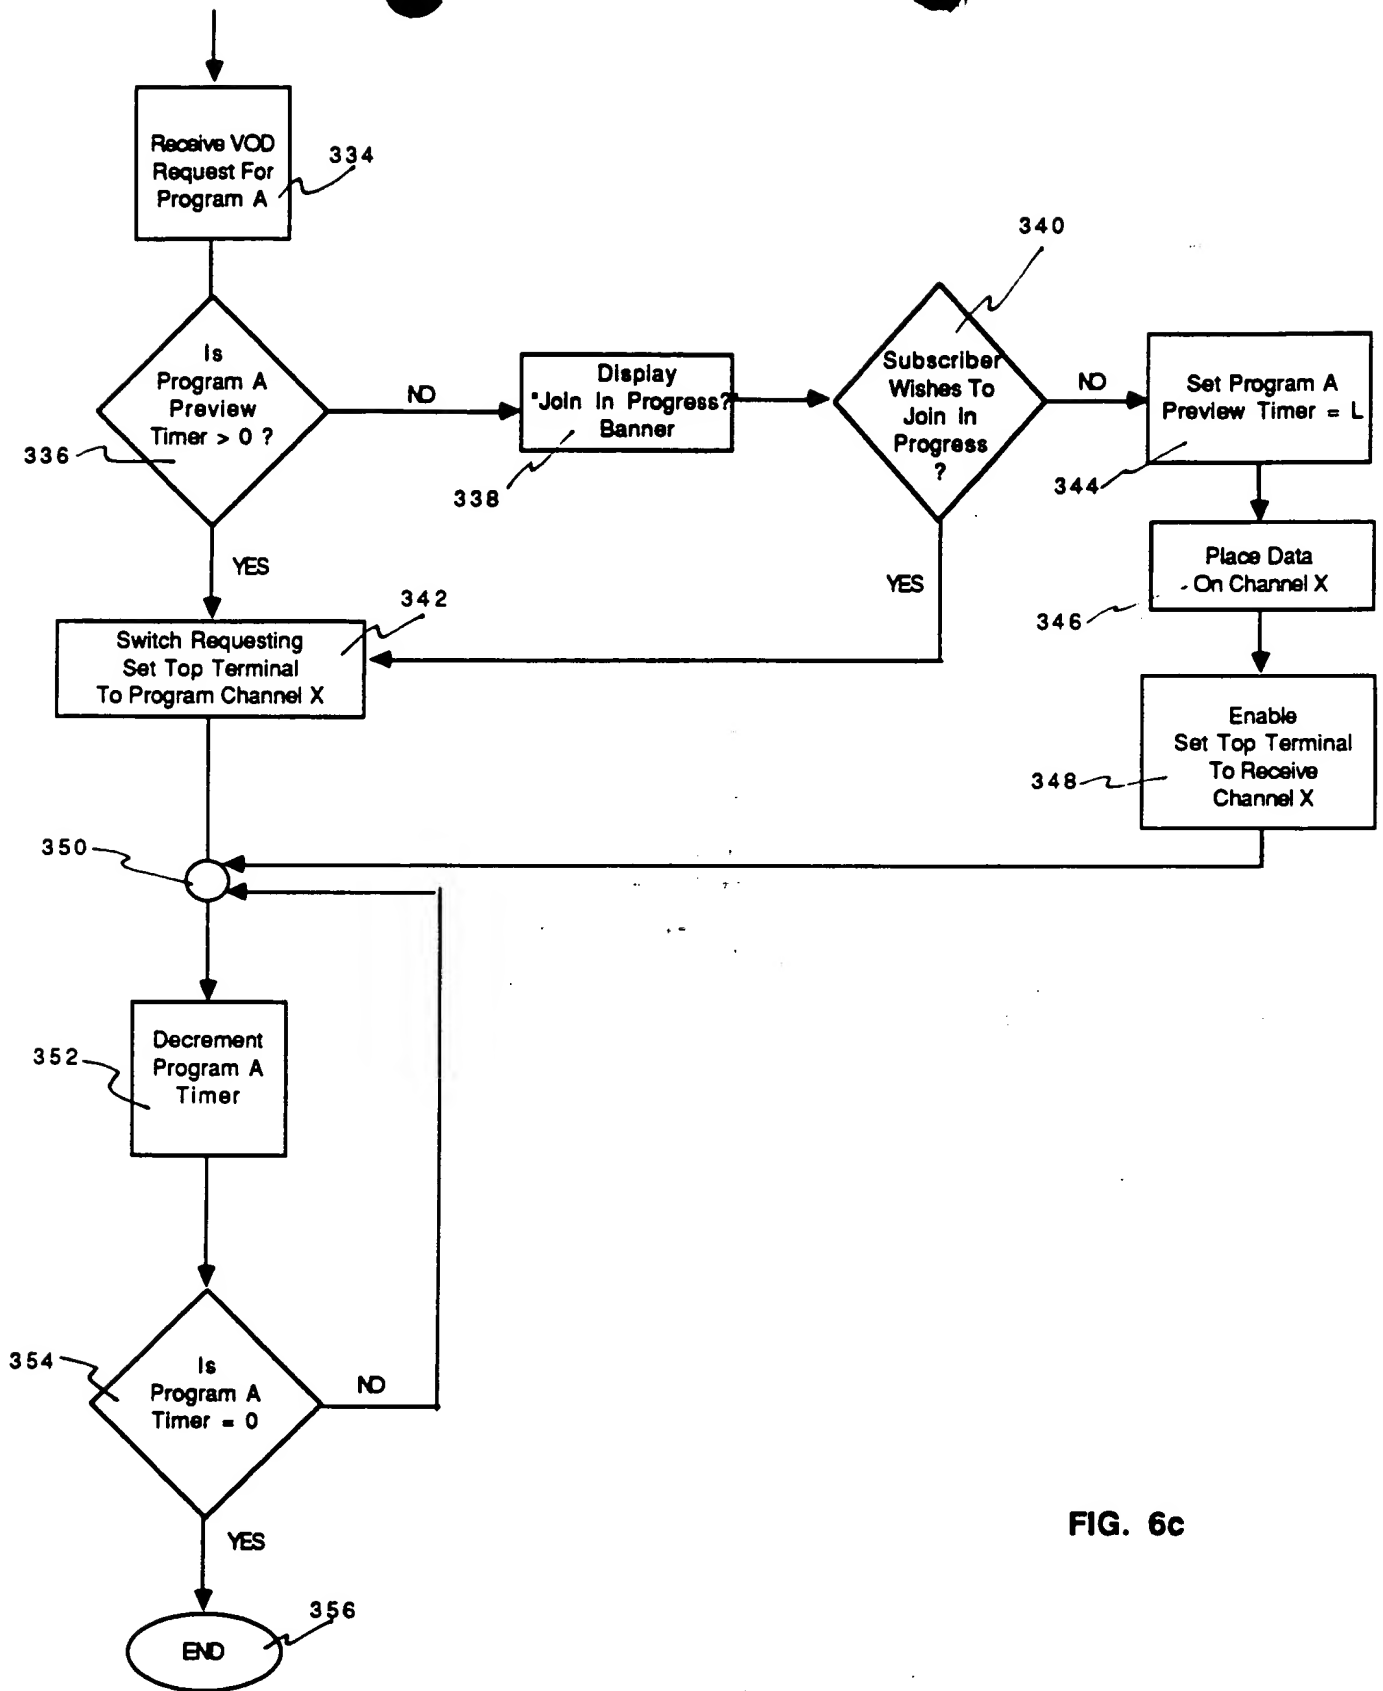 Receive VOD
Request For
Program A
334
Is
Program A
Preview
Timer > 0 ?
336
NO
Display
"Join In Progress?"
Banner
338
340
Subscriber
Wishes To
Join In
Progress
?
NO
Set Program A
Preview Timer = L
344
YES
YES
Place Data
On Channel X
346
342
Switch Requesting
Set Top Terminal
To Program Channel X
Enable
Set Top Terminal
To Receive
Channel X
348
350
352
Decrement
Program A
Timer
354
Is
Program A
Timer = 0
NO
YES
FIG. 6c
356
END